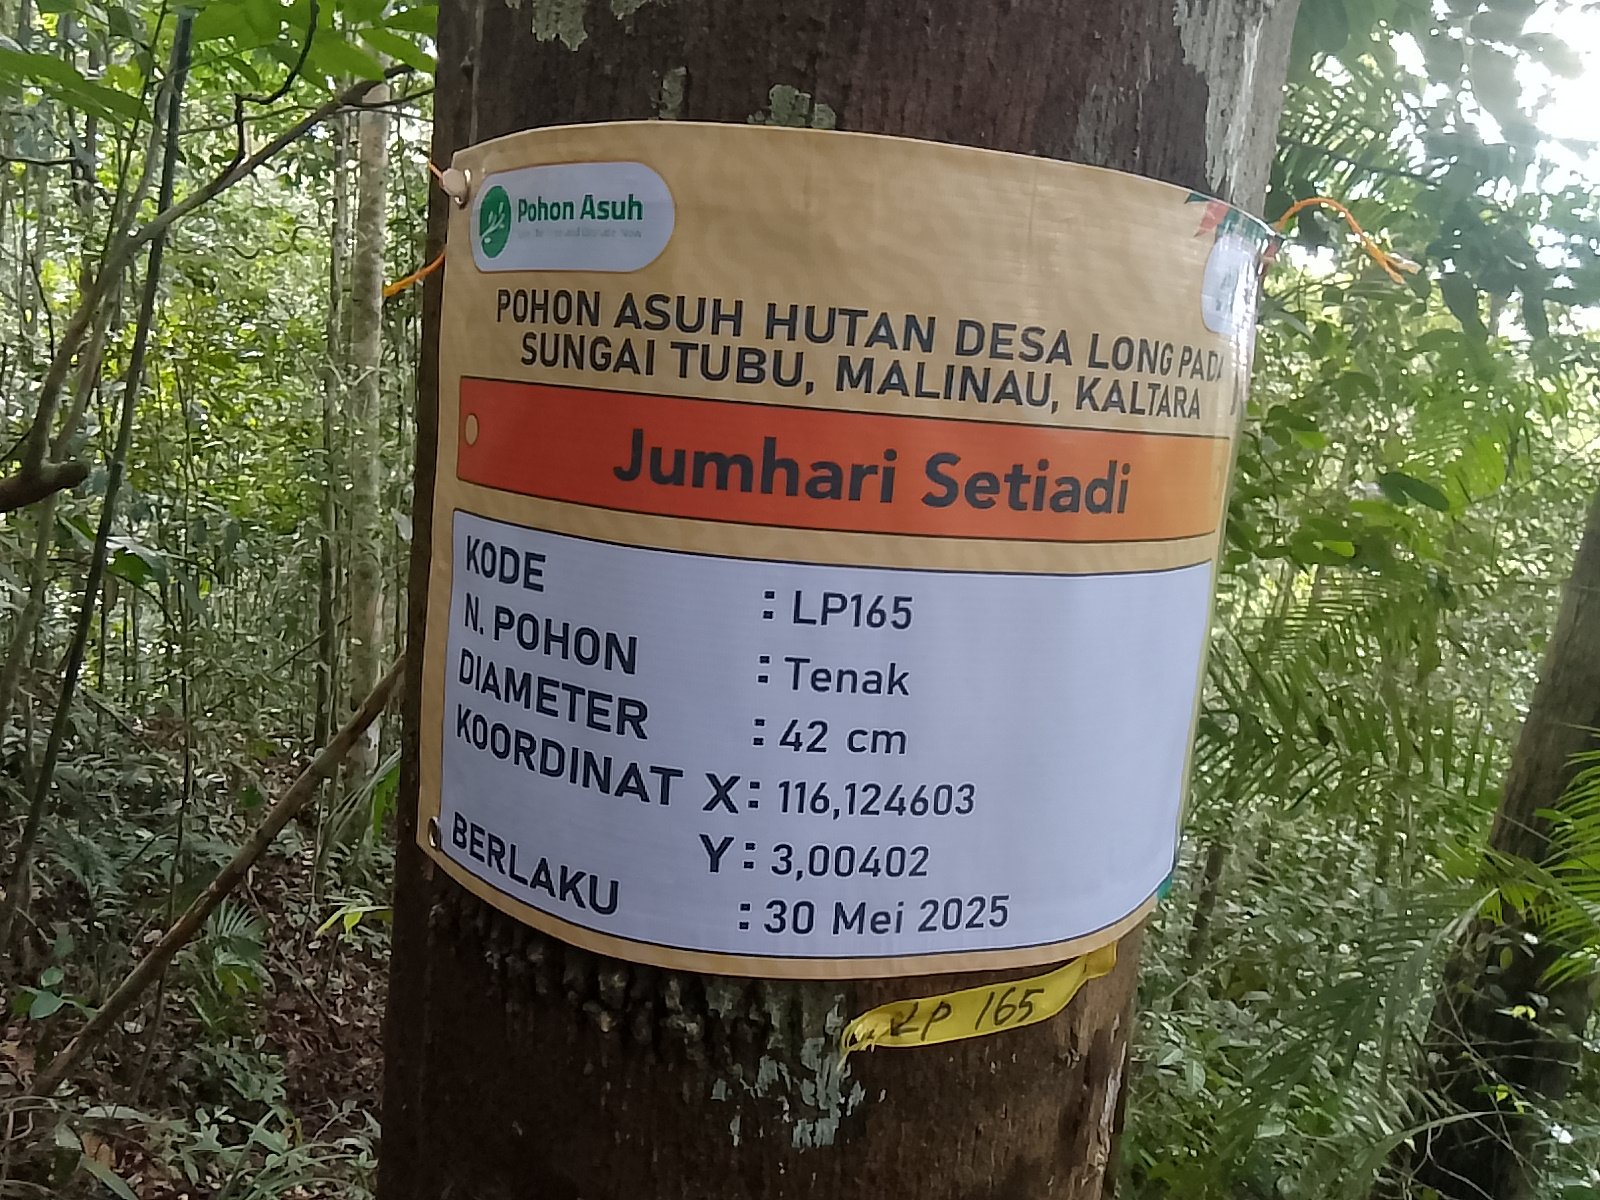 Pohon Asuh
POHON ASUH HUTAN DESA LONG PADA
SUNGAI TUBU, MALINAU, KALTARA
Jumhari Setiadi
KODE : LP165
N. POHON : Tenak
DIAMETER : 42 cm
KOORDINAT X : 116,124603
Y : 3,00402
BERLAKU : 30 Mei 2025
LP 165